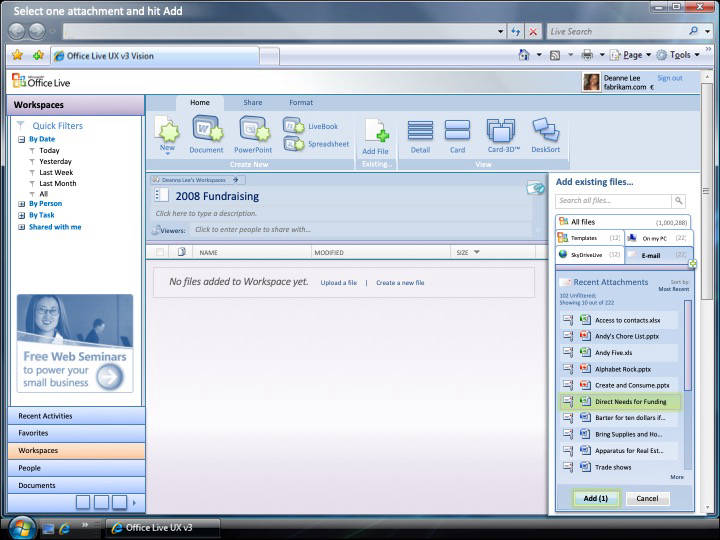 Select one attachment and hit Add
Live Search
Office Live UX v3 Vision
Page
Tools
Microsoft
Office Live
Deanne Lee
fabrikam.com €
Sign out
Workspaces
Home
Share
Format
Quick Filters
By Date
Today
Yesterday
Last Week
Last Month
All
By Person
By Task
Shared with me
New
Document
PowerPoint
LiveBook
Spreadsheet
Create New
Add File
Existing...
Detail
Card
Card-3D™
DeskSort
View
Deanna Lee's Workspaces
2008 Fundraising
Click here to type a description.
Viewers:
Click to enter people to share with...
NAME
MODIFIED
SIZE
No files added to Workspace yet.
Upload a file | Create a new file
Add existing files...
Search all files...
All files
(1,000,288)
Templates (12)
On my PC (22)
SkyDriveLive (12)
E-mail (22)
Recent Attachments
Sort by:
Most Recent
102 Unfiltered;
Showing 10 out of 222
Access to contacts.xlsx
Andy's Chore List.pptx
Andy Five.xls
Alphabet Rock.pptx
Create and Consume.pptx
Direct Needs for Funding
Barter for ten dollars if...
Bring Supplies and Ho...
Apparatus for Real Est...
Trade shows
More
Add (1)
Cancel
Free Web Seminars
to power your
small business
Recent Activities
Favorites
Workspaces
People
Documents
Office Live UX v3